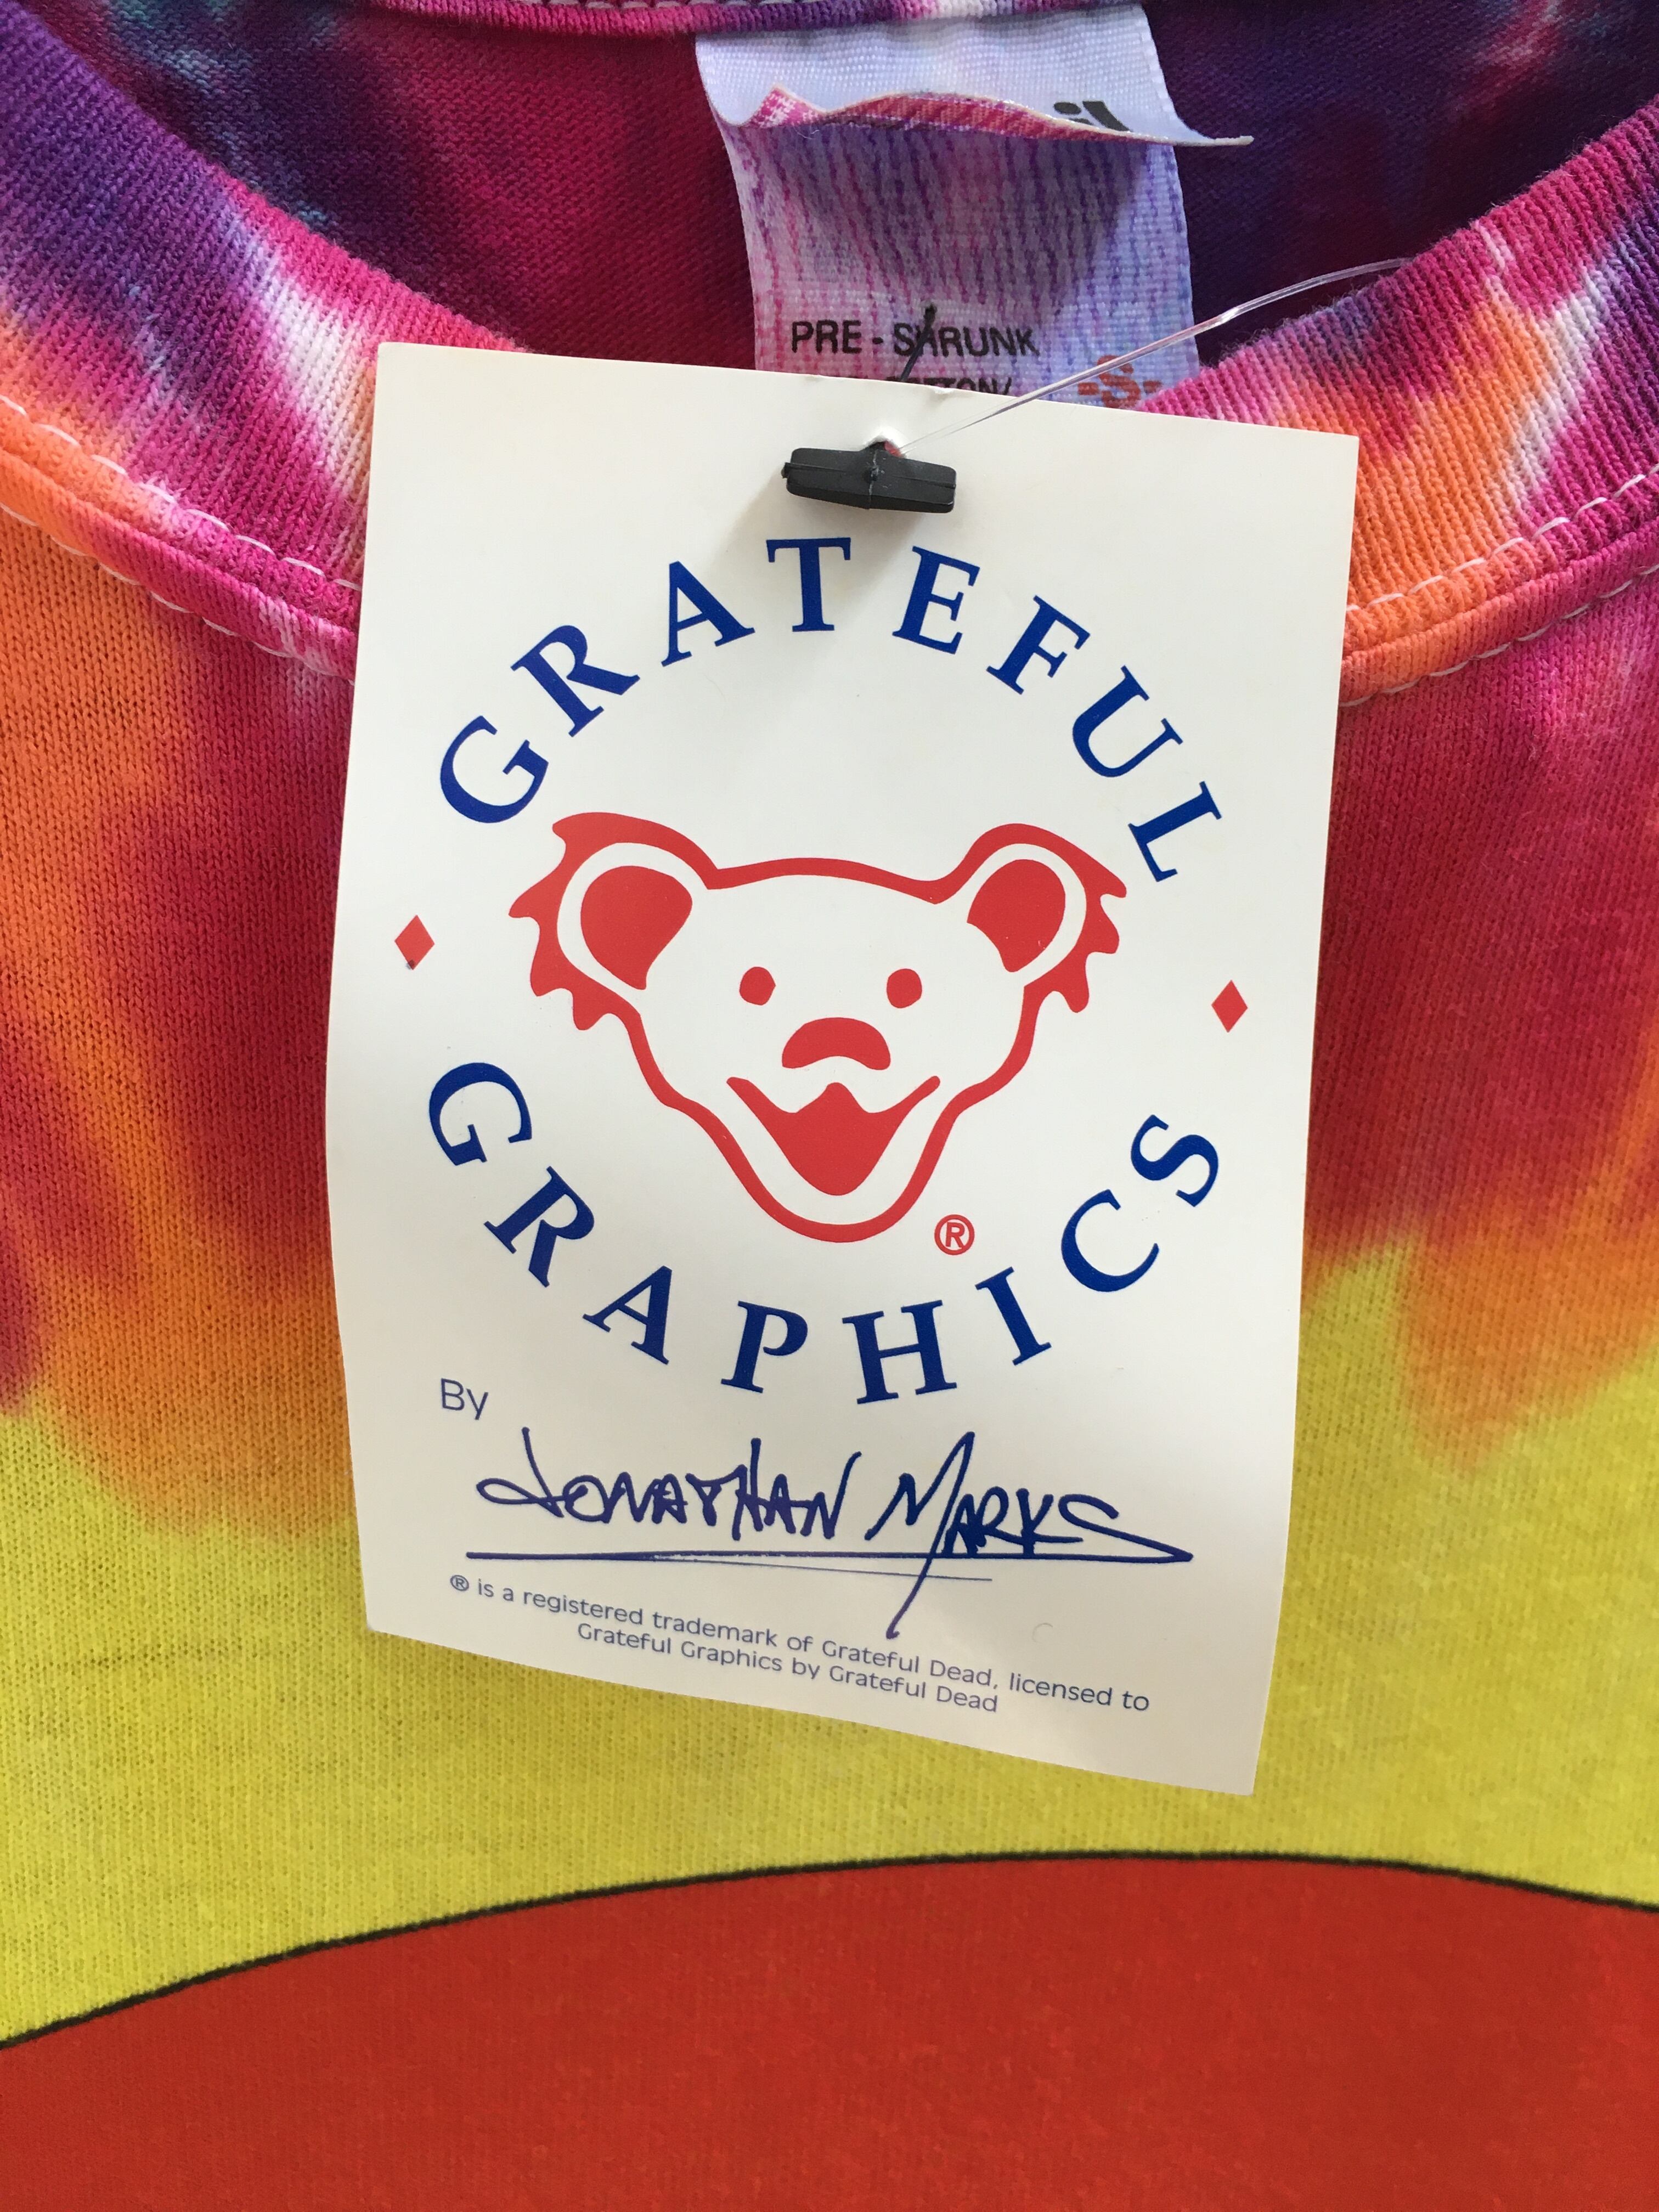 PRE - SHRUNK
-S-
GRATEFUL
GRAPHICS
®
By
JONATHAN MARKS
® is a registered trademark of Grateful Dead, licensed to
Grateful Graphics by Grateful Dead